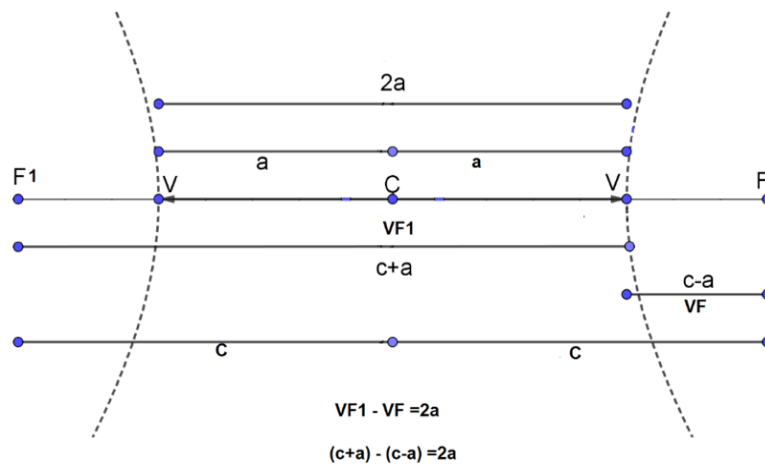 2a
a a
F1 V C V F
VF1
c+a
c-a
VF
c c
VF1 - VF =2a
(c+a) - (c-a) =2a